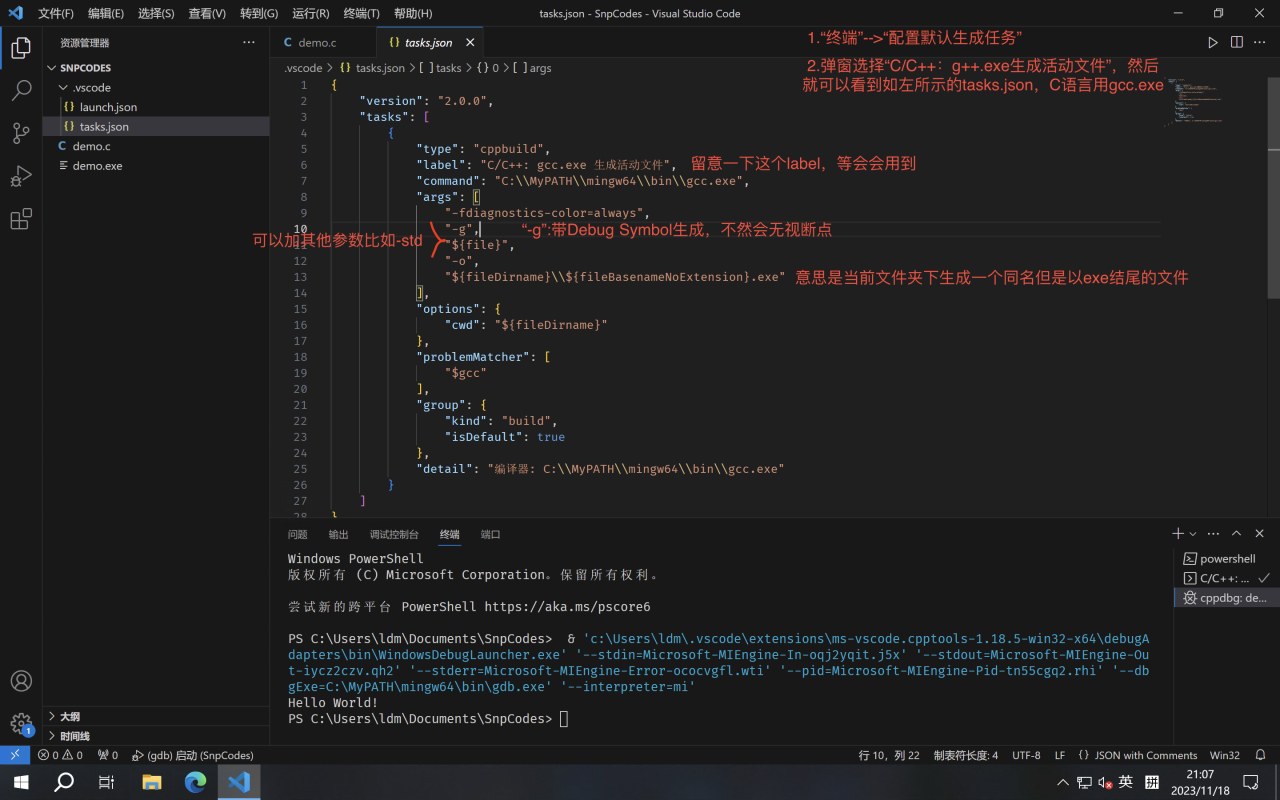 文件(F) 编辑(E) 选择(S) 查看(V) 转到(G) 运行(R) 终端(T) 帮助(H) tasks.json - SnpCodes - Visual Studio Code
资源管理器
SNPCODES
.vscode
{} launch.json
{} tasks.json
C demo.c
demo.exe
大纲
时间线
C demo.c {} tasks.json
.vscode > {} tasks.json > [ ] tasks > {} 0 > [ ] args
1.“终端”-->“配置默认生成任务”
2.弹窗选择“C/C++：g++.exe生成活动文件”，然后
就可以看到如左所示的tasks.json，C语言用gcc.exe
1 {
2 "version": "2.0.0",
3 "tasks": [
4 {
5 "type": "cppbuild",
6 "label": "C/C++: gcc.exe 生成活动文件", 留意一下这个label，等会会用到
7 "command": "C:\\MyPATH\\mingw64\\bin\\gcc.exe",
8 "args": [
9 "-fdiagnostics-color=always",
10 "-g", “-g”:带Debug Symbol生成，不然会无视断点
可以加其他参数比如-std
"${file}",
12 "-o",
13 "${fileDirname}\\${fileBasenameNoExtension}.exe" 意思是当前文件夹下生成一个同名但是以exe结尾的文件
14 ],
15 "options": {
16 "cwd": "${fileDirname}"
17 },
18 "problemMatcher": [
19 "$gcc"
20 ],
21 "group": {
22 "kind": "build",
23 "isDefault": true
24 },
25 "detail": "编译器: C:\\MyPATH\\mingw64\\bin\\gcc.exe"
26 }
27 ]
28 }
问题 输出 调试控制台 终端 端口
Windows PowerShell
版权所有 (C) Microsoft Corporation。保留所有权利。
尝试新的跨平台 PowerShell https://aka.ms/pscore6
PS C:\Users\ldm\Documents\SnpCodes>  & 'c:\Users\ldm\.vscode\extensions\ms-vscode.cpptools-1.18.5-win32-x64\debugA
dapters\bin\WindowsDebugLauncher.exe' '--stdin=Microsoft-MIEngine-In-oqj2yqit.j5x' '--stdout=Microsoft-MIEngine-Ou
t-iycz2czv.qh2' '--stderr=Microsoft-MIEngine-Error-ococvgfl.wti' '--pid=Microsoft-MIEngine-Pid-tn55cgq2.rhi' '--db
gExe=C:\MyPATH\mingw64\bin\gdb.exe' '--interpreter=mi'
Hello World!
PS C:\Users\ldm\Documents\SnpCodes>
powershell
C/C++: ...
cppdbg: de...
1
0 0 0 (gdb) 启动 (SnpCodes) 行 10，列 22 制表符长度: 4 UTF-8 LF {} JSON with Comments Win32
英 拼
21:07
2023/11/18